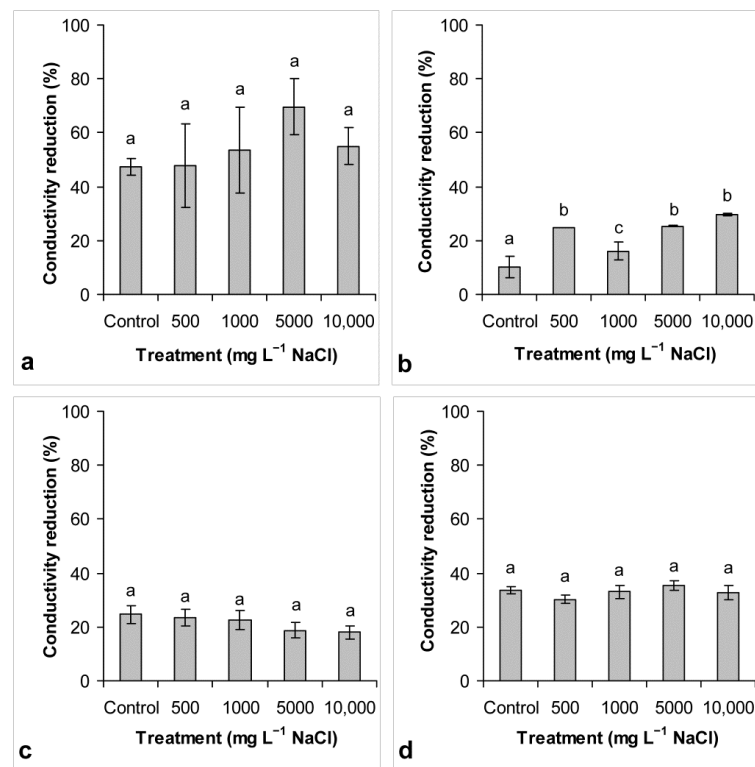 Conductivity reduction (%)
100
80
60
40
20
0
a
a
a
a
a
Control 500 1000 5000 10,000
Treatment (mg L⁻¹ NaCl)
a
Conductivity reduction (%)
100
80
60
40
20
0
a
b
c
b
b
Control 500 1000 5000 10,000
Treatment (mg L⁻¹ NaCl)
b
Conductivity reduction (%)
100
80
60
40
20
0
a
a
a
a
a
Control 500 1000 5000 10,000
Treatment (mg L⁻¹ NaCl)
c
Conductivity reduction (%)
100
80
60
40
20
0
a
a
a
a
a
Control 500 1000 5000 10,000
Treatment (mg L⁻¹ NaCl)
d